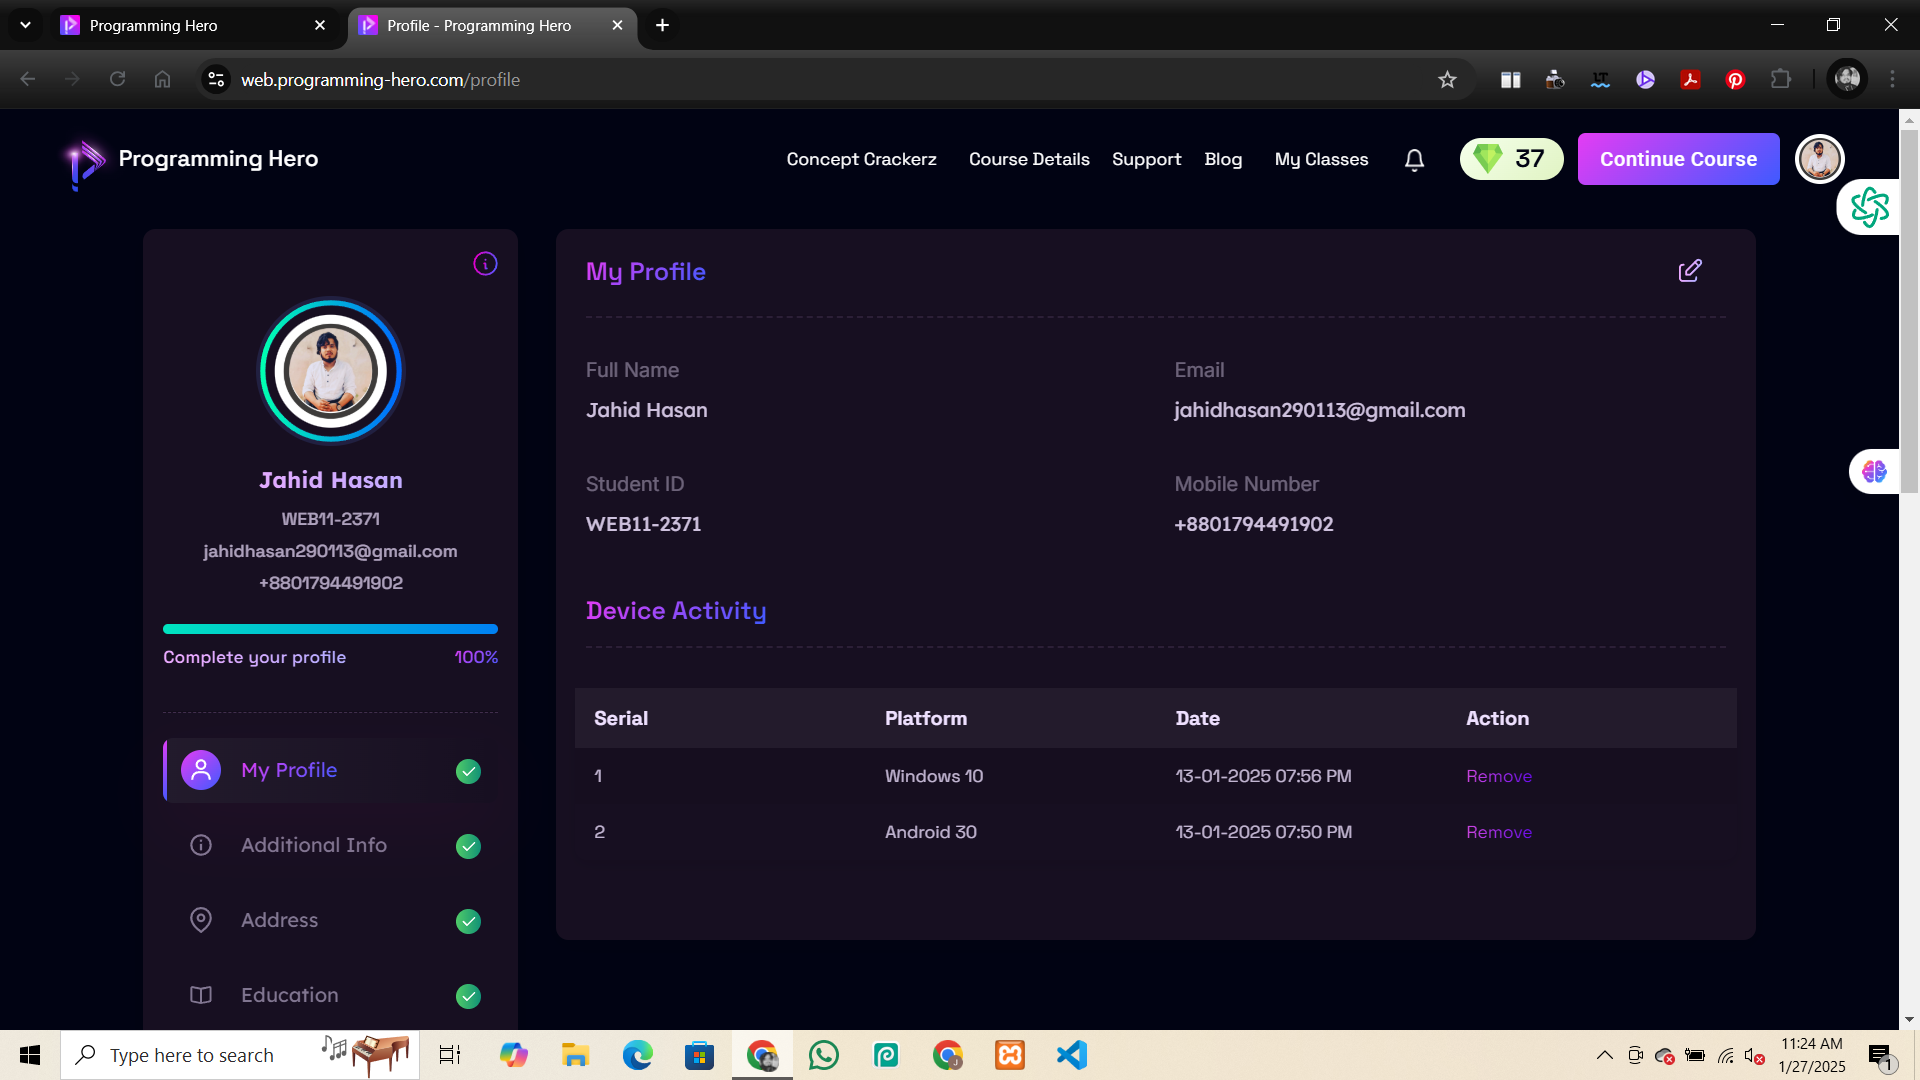 Programming Hero
Profile - Programming Hero
web.programming-hero.com/profile
Programming Hero
Concept Crackerz
Course Details
Support
Blog
My Classes
37
Continue Course
Jahid Hasan
WEB11-2371
jahidhasan290113@gmail.com
+8801794491902
Complete your profile 100%
My Profile
Additional Info
Address
Education
My Profile
Full Name
Jahid Hasan
Email
jahidhasan290113@gmail.com
Student ID
WEB11-2371
Mobile Number
+8801794491902
Device Activity
Serial Platform Date Action
1 Windows 10 13-01-2025 07:56 PM Remove
2 Android 30 13-01-2025 07:50 PM Remove
Type here to search
11:24 AM
1/27/2025
1